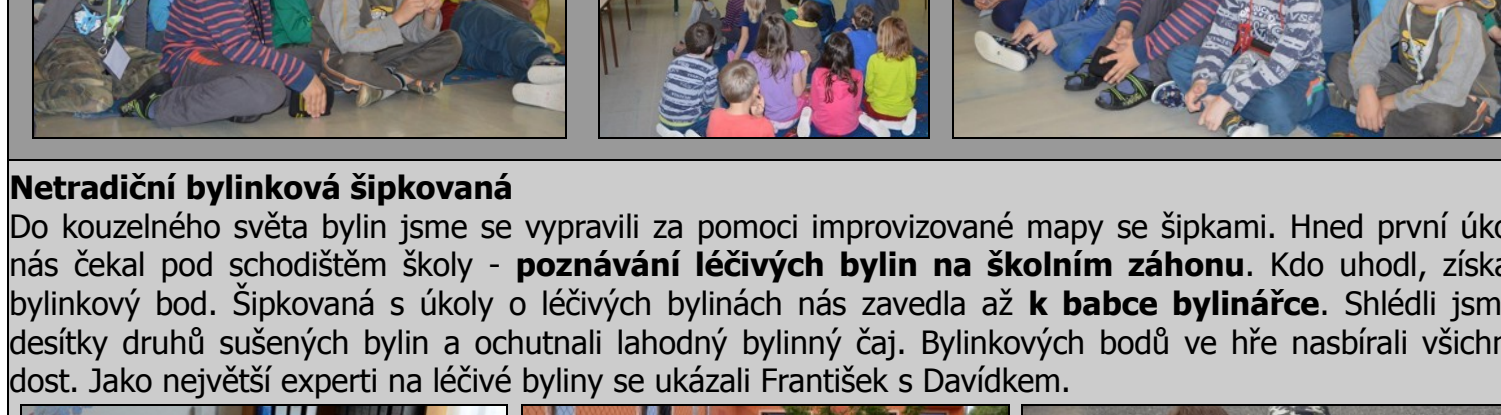 Netradiční bylinková šipkovaná
Do kouzelného světa bylin jsme se vypravili za pomoci improvizované mapy se šipkami. Hned první úko
nás čekal pod schodištěm školy - poznávání léčivých bylin na školním záhonu. Kdo uhodl, získa
bylinkový bod. Šipkovaná s úkoly o léčivých bylinách nás zavedla až k babce bylinářce. Shlédli jsm
desítky druhů sušených bylin a ochutnali lahodný bylinný čaj. Bylinkových bodů ve hře nasbírali všichn
dost. Jako největší experti na léčivé byliny se ukázali František s Davídkem.